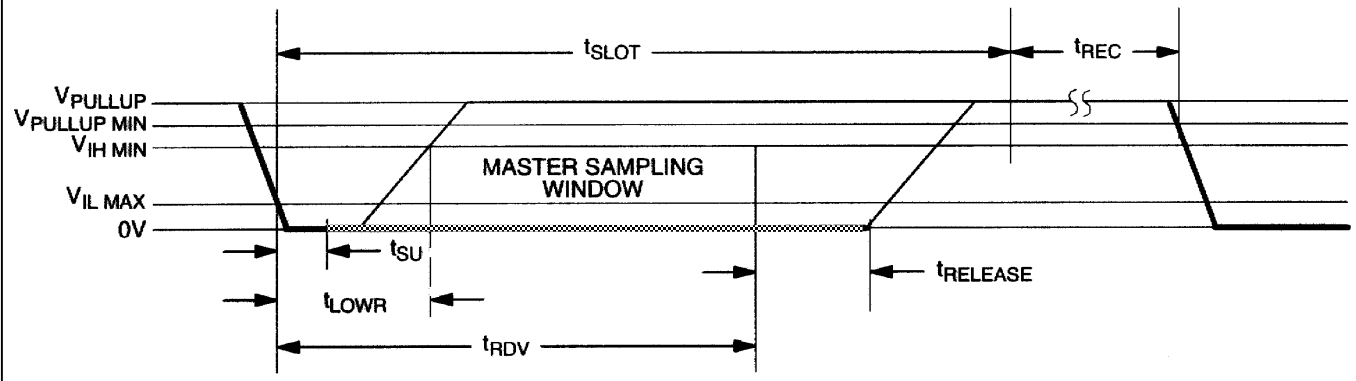 tSLOT
tREC
VPULLUP
VPULLUP MIN
VIH MIN
MASTER SAMPLING
WINDOW
VIL MAX
0V
tSU
tRELEASE
tLOWR
tRDV